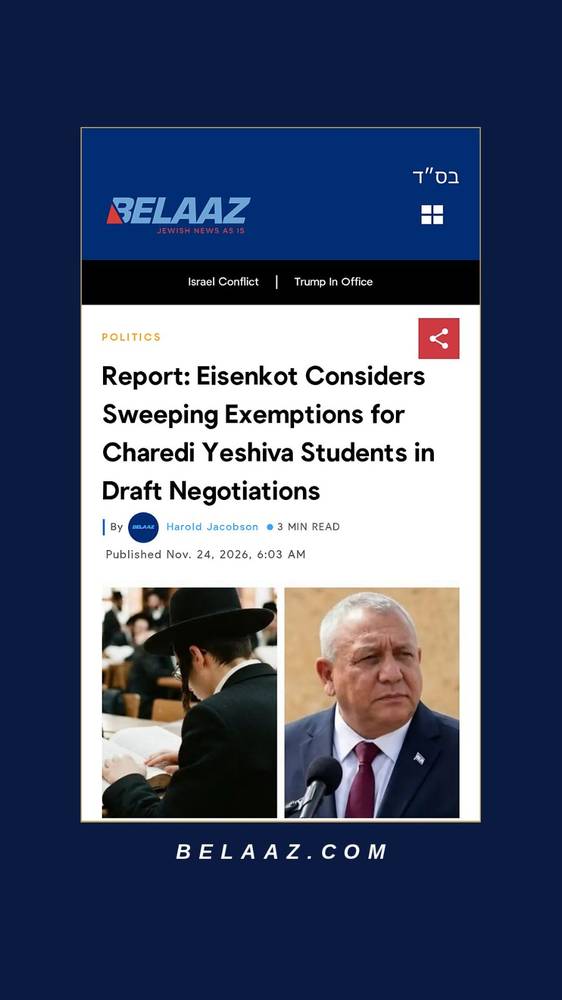 בס״ד
BELAAZ
JEWISH NEWS AS IS
Israel Conflict | Trump In Office
POLITICS
Report: Eisenkot Considers
Sweeping Exemptions for
Charedi Yeshiva Students in
Draft Negotiations
By BELAAZ Harold Jacobson 3 MIN READ
Published Nov. 24, 2026, 6:03 AM
BELAAZ.COM